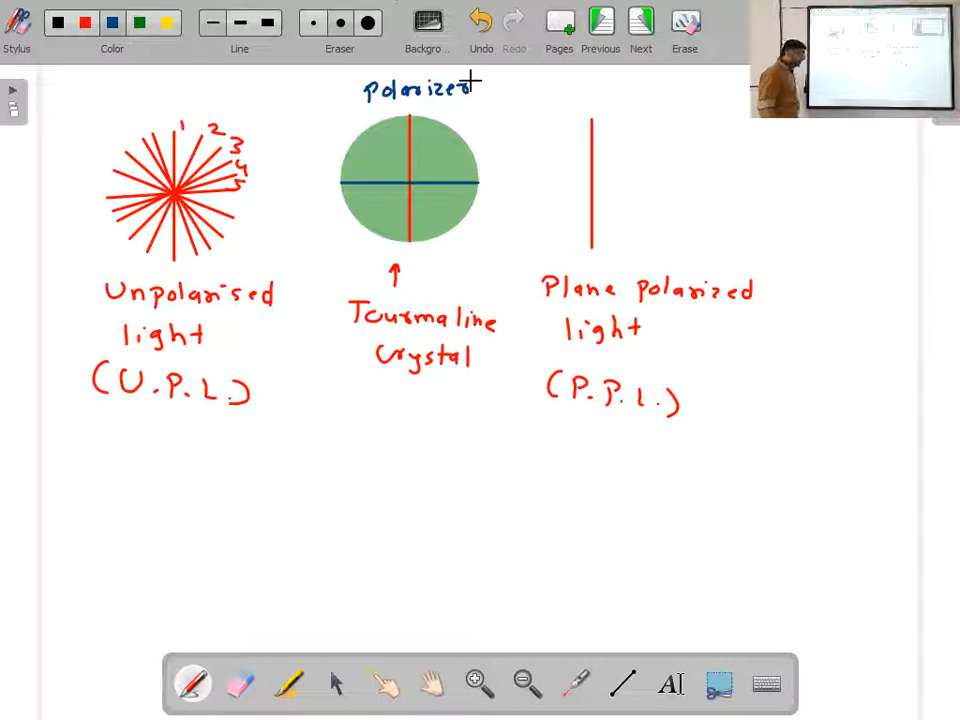 Stylus
Color
Line
Eraser
Backgro...
Undo
Redo
Pages
Previous
Next
Erase
Polarizer
1
2
3
4
5
Unpolarised
light
(U.P.L.)
Tourmaline
crystal
Plane polarized
light
(P.P.L.)
A